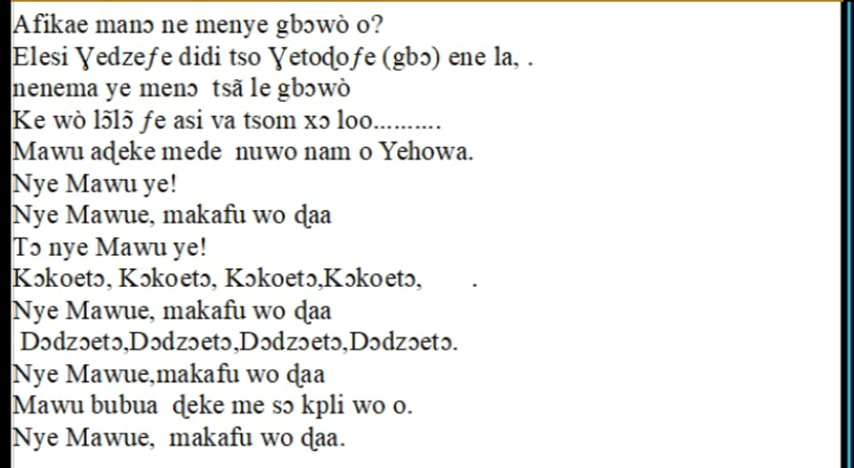 Afikae manɔ ne menye gbɔwò o?
Elesi Ɣedzeƒe didi tso Ɣetoɖoƒe (gbɔ) ene la, .
nenema ye menɔ tsã le gbɔwò
Ke wò lɔ̃lɔ̃ ƒe asi va tsom xɔ loo..........
Mawu aɖeke mede nuwo nam o Yehowa.
Nye Mawu ye!
Nye Mawue, makafu wo ɖaa
Tɔ nye Mawu ye!
Kɔkoetɔ, Kɔkoetɔ, Kɔkoetɔ,Kɔkoetɔ, .
Nye Mawue, makafu wo ɖaa
Dɔdzɔetɔ,Dɔdzɔetɔ,Dɔdzɔetɔ,Dɔdzɔetɔ.
Nye Mawue,makafu wo ɖaa
Mawu bubua ɖeke me sɔ kpli wo o.
Nye Mawue, makafu wo ɖaa.